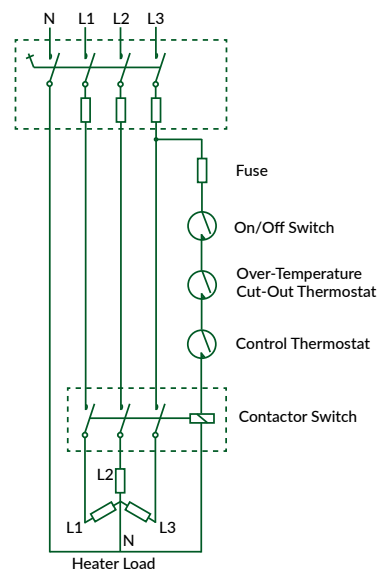 N L1 L2 L3
Fuse
On/Off Switch
Over-Temperature
Cut-Out Thermostat
Control Thermostat
Contactor Switch
L2
L1 L3
N
Heater Load